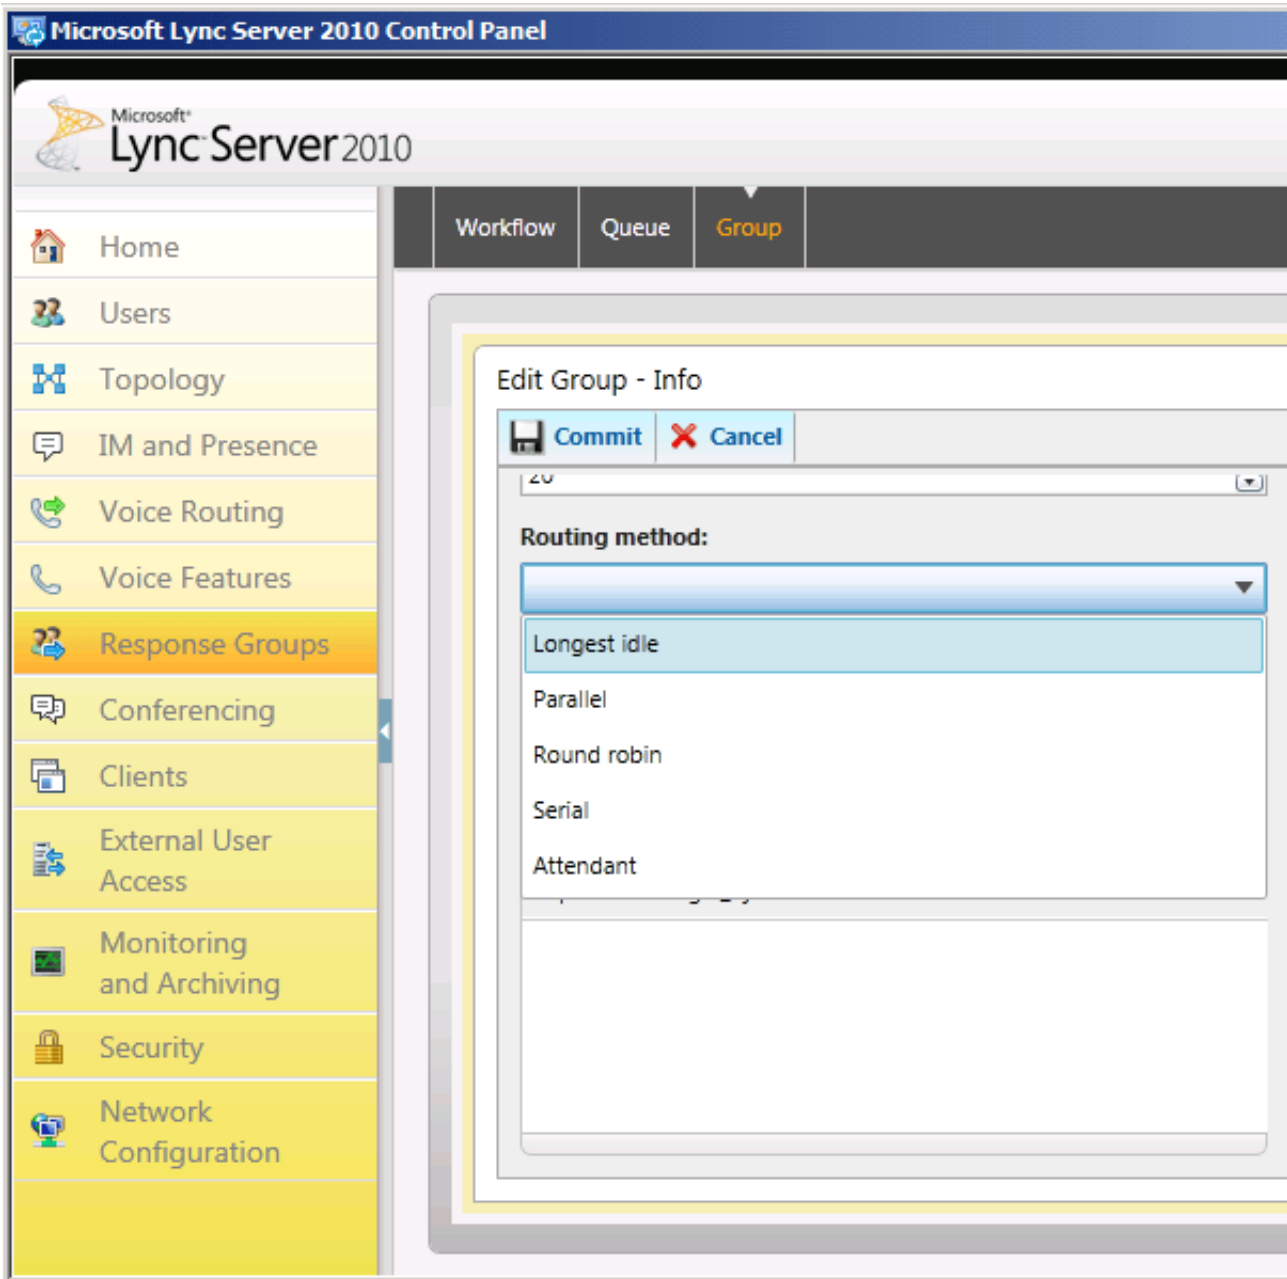 Microsoft Lync Server 2010 Control Panel
Microsoft®
Lync™ Server 2010
Home
Users
Topology
IM and Presence
Voice Routing
Voice Features
Response Groups
Conferencing
Clients
External User
Access
Monitoring
and Archiving
Security
Network
Configuration
Workflow
Queue
Group
Edit Group - Info
Commit
Cancel
20
Routing method:
Longest idle
Parallel
Round robin
Serial
Attendant